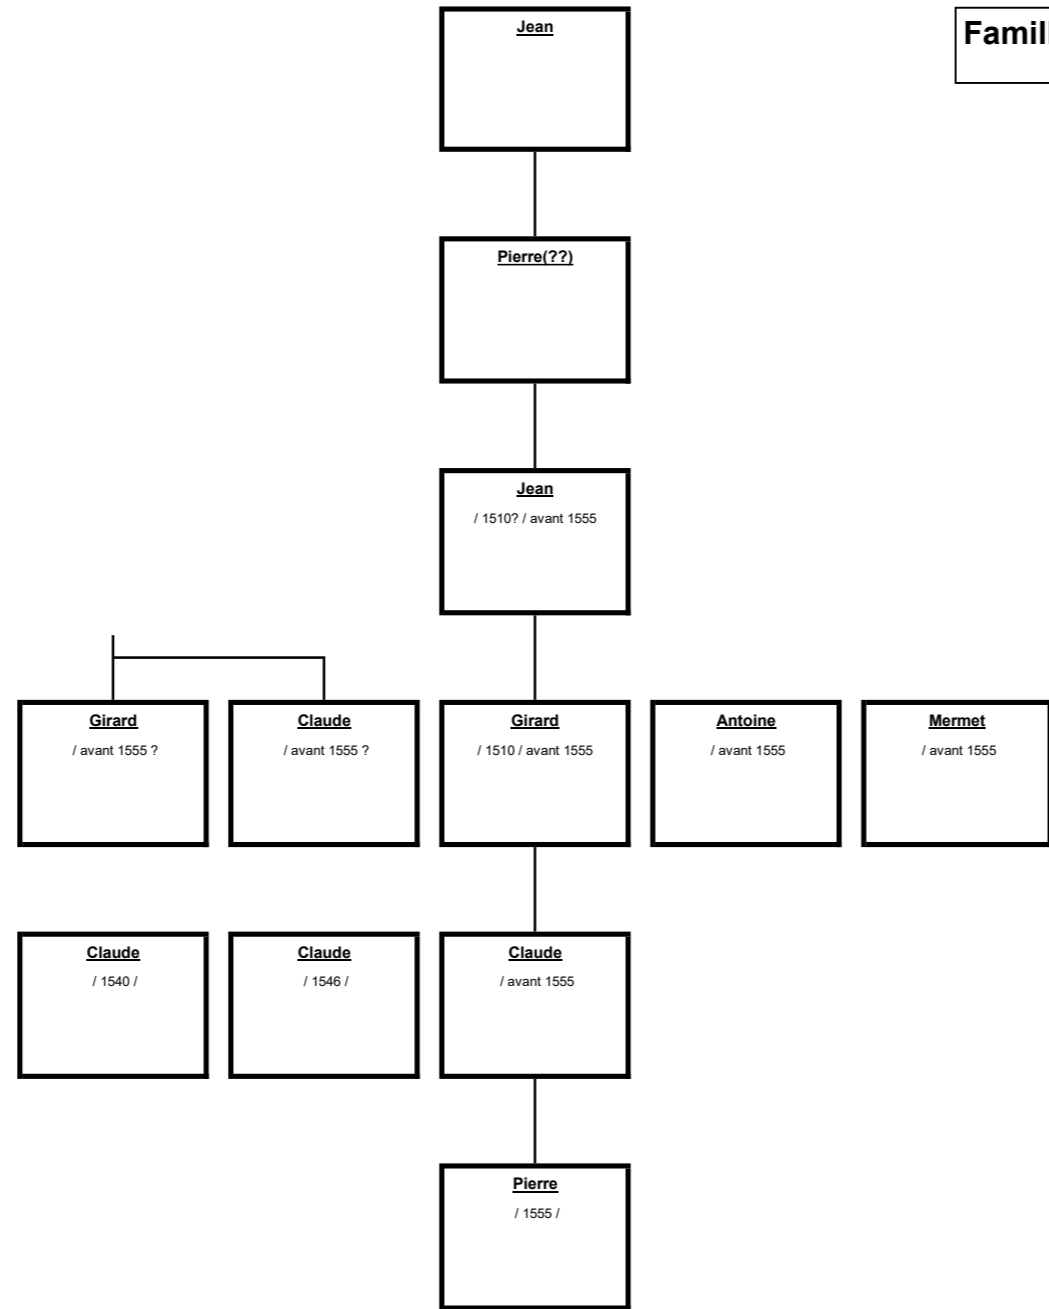 Jean
Famil
Pierre(??)
Jean
/ 1510? / avant 1555
Girard
/ avant 1555 ?
Claude
/ avant 1555 ?
Girard
/ 1510 / avant 1555
Antoine
/ avant 1555
Mermet
/ avant 1555
Claude
/ 1540 /
Claude
/ 1546 /
Claude
/ avant 1555
Pierre
/ 1555 /